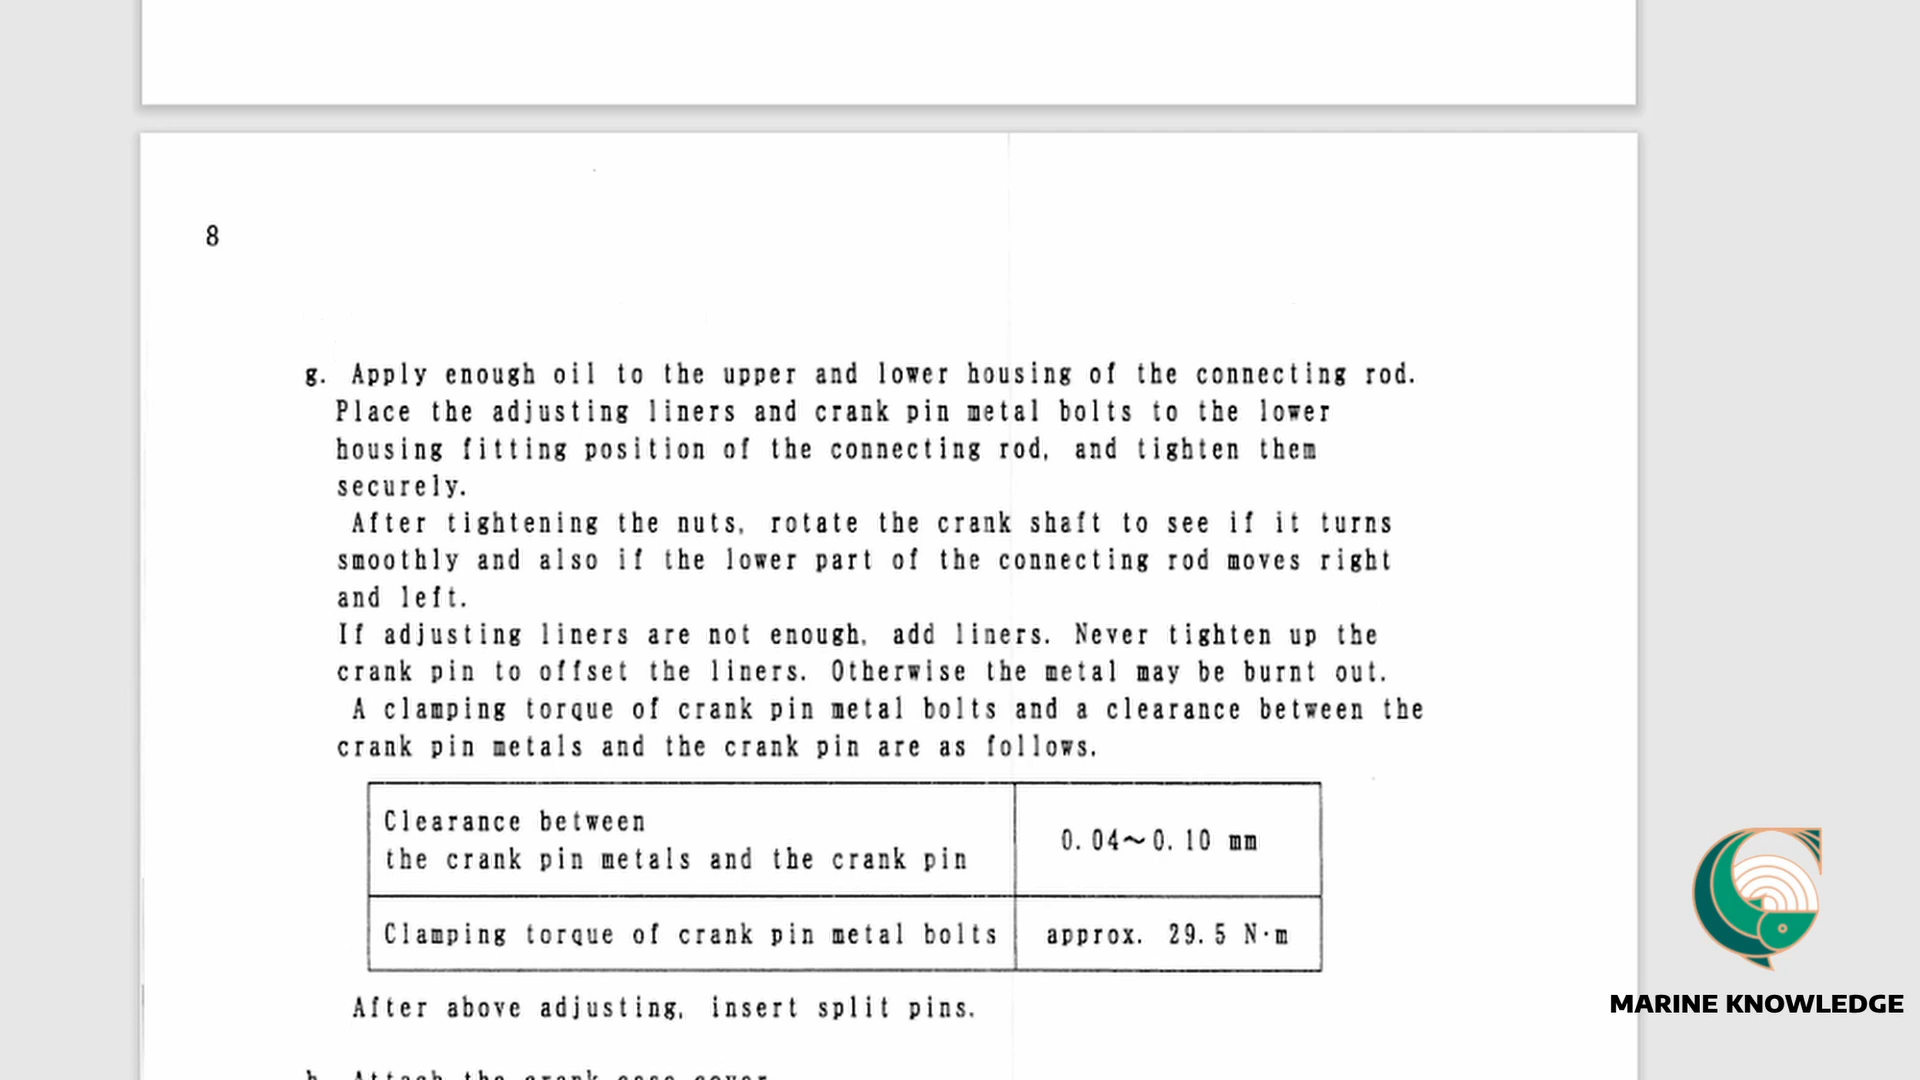 8
g. Apply enough oil to the upper and lower housing of the connecting rod.
Place the adjusting liners and crank pin metal bolts to the lower
housing fitting position of the connecting rod, and tighten them
securely.
After tightening the nuts, rotate the crank shaft to see if it turns
smoothly and also if the lower part of the connecting rod moves right
and left.
If adjusting liners are not enough, add liners. Never tighten up the
crank pin to offset the liners. Otherwise the metal may be burnt out.
A clamping torque of crank pin metal bolts and a clearance between the
crank pin metals and the crank pin are as follows.
Clearance between
the crank pin metals and the crank pin
0.04~0.10 mm
Clamping torque of crank pin metal bolts
approx. 29.5 N·m
After above adjusting, insert split pins.
h. Attach the crank case cover
MARINE KNOWLEDGE